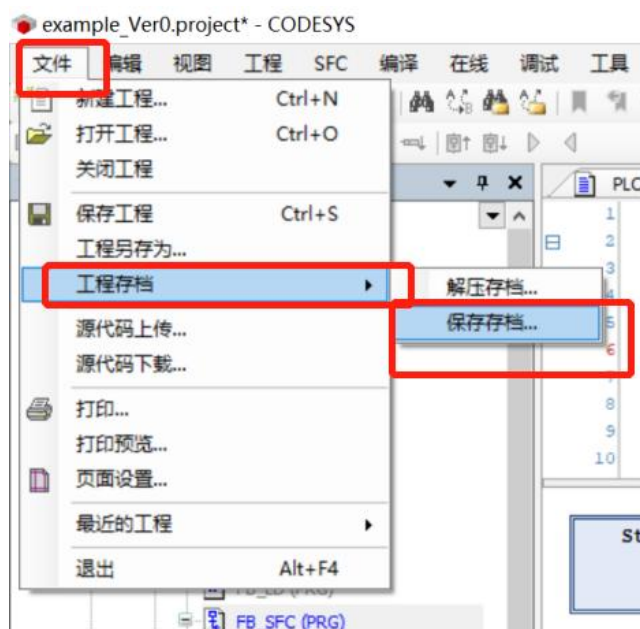 example_Ver0.project* - CODESYS
文件 编辑 视图 工程 SFC 编译 在线 调试 工具
新建工程... Ctrl+N
打开工程... Ctrl+O
关闭工程
PLC
保存工程 Ctrl+S
1
工程另存为...
2
工程存档
3
解压存档...
4
保存存档...
5
源代码上传...
6
源代码下载...
打印...
8
打印预览...
9
页面设置...
10
最近的工程
St
退出 Alt+F4
FB_SFC (PRG)